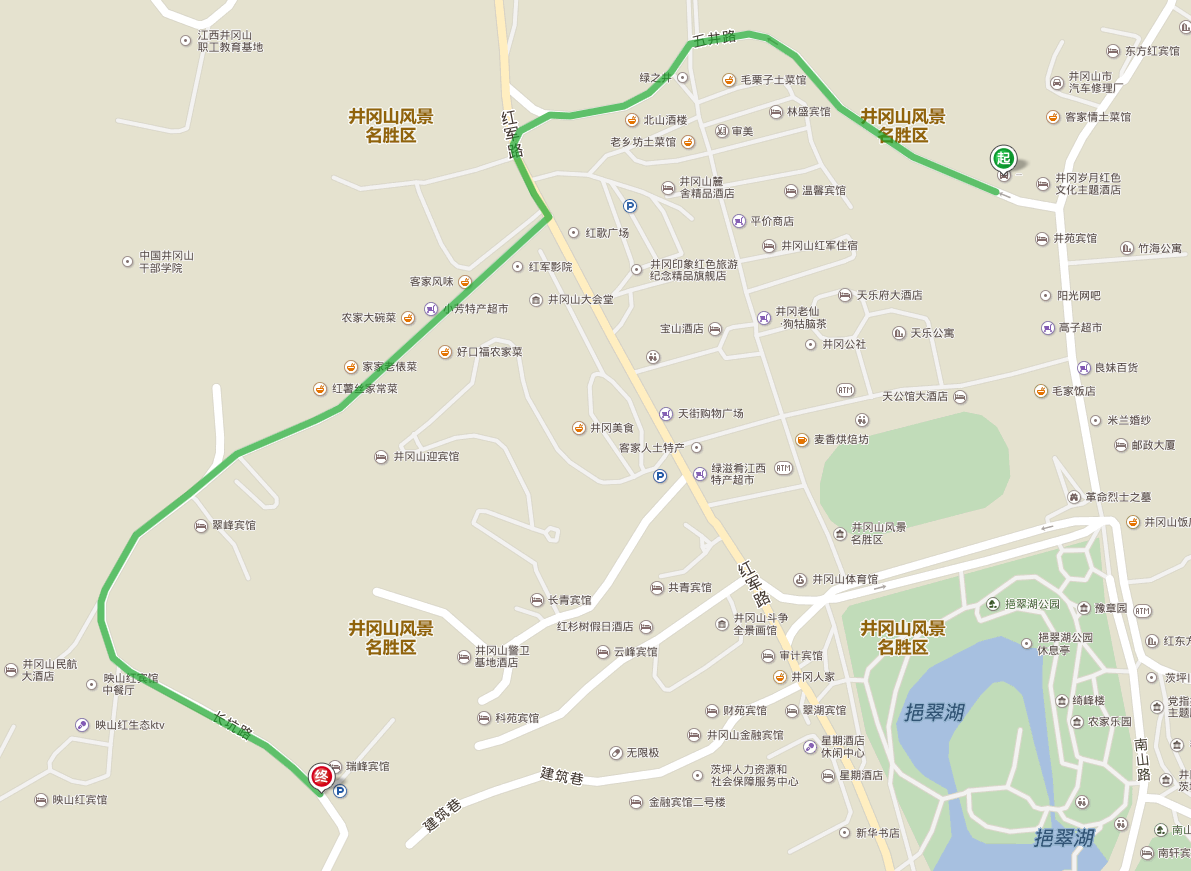 江西井冈山
职工教育基地
东方红宾馆
五井路
绿之井
毛栗子土菜馆
井冈山市
汽车修理厂
井冈山风景
名胜区
红军路
北山酒楼
林盛宾馆
井冈山风景
名胜区
客家情土菜馆
老乡坊土菜馆
审美
起
井冈山麓
舍精品酒店
温馨宾馆
井冈岁月红色
文化主题酒店
P
平价商店
红歌广场
井冈山红军住宿
井苑宾馆
竹海公寓
中国井冈山
干部学院
红军影院
井冈印象红色旅游
纪念精品旗舰店
客家风味
小芳特产超市
井冈山大会堂
天乐府大酒店
阳光网吧
农家大碗菜
井冈老仙
·狗牯脑茶
宝山酒店
天乐公寓
高子超市
好口福农家菜
井冈公社
家家老俵菜
良妹百货
红薯丝家常菜
ATM
天公馆大酒店
毛家饭店
天街购物广场
米兰婚纱
井冈美食
麦香烘焙坊
客家人土特产
邮政大厦
井冈山迎宾馆
P
绿滋肴江西
特产超市
ATM
革命烈士之墓
翠峰宾馆
井冈山风景
名胜区
井冈山饭店
红军路
井冈山体育馆
共青宾馆
长青宾馆
挹翠湖公园
豫章园
ATM
井冈山风景
名胜区
红杉树假日酒店
井冈山斗争
全景画馆
井冈山风景
名胜区
挹翠湖公园
休息亭
红东方
井冈山警卫
基地酒店
云峰宾馆
审计宾馆
井冈山民航
大酒店
映山红宾馆
中餐厅
井冈人家
茨坪
绮峰楼
党指
主题
科苑宾馆
财苑宾馆
翠湖宾馆
挹翠湖
农家乐园
映山红生态ktv
长坑路
井冈山金融宾馆
星期酒店
休闲中心
无限极
南山路
终
瑞峰宾馆
P
建筑巷
茨坪人力资源和
社会保障服务中心
星期酒店
井冈
茨坪
映山红宾馆
金融宾馆二号楼
建筑巷
新华书店
挹翠湖
南山
南轩宾